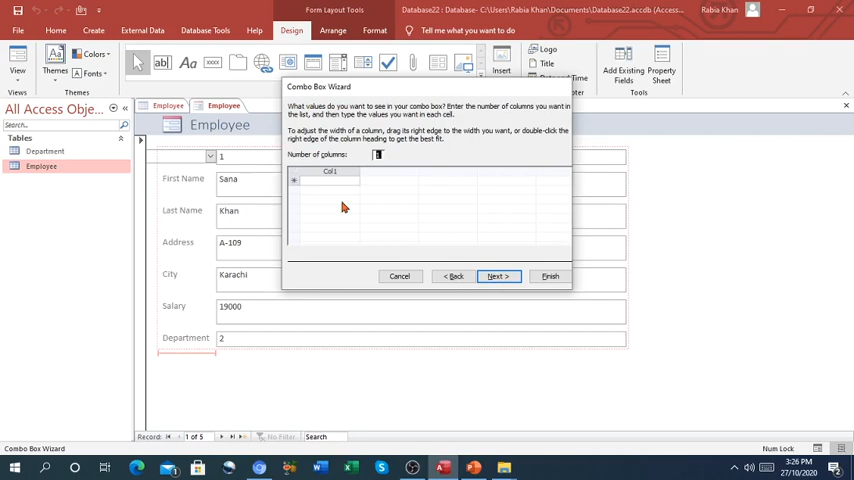 Form Layout Tools
Database22 : Database- C:\Users\Rabia Khan\Documents\Database22.accdb (Access...
Rabia Khan
File
Home
Create
External Data
Database Tools
Help
Design
Arrange
Format
Tell me what you want to do
View
Views
Themes
Colors
Fonts
Themes
ab|
Aa
xxxx
Insert
Logo
Title
Date and Time
Add Existing
Fields
Property
Sheet
Tools
All Access Obje...
Search...
Tables
Department
Employee
Employee
Employee
Employee
1
First Name
Sana
Last Name
Khan
Address
A-109
City
Karachi
Salary
19000
Department
2
Combo Box Wizard
What values do you want to see in your combo box? Enter the number of columns you want in
the list, and then type the values you want in each cell.
To adjust the width of a column, drag its right edge to the width you want, or double-click the
right edge of the column heading to get the best fit.
Number of columns:
1
Col1
Cancel
< Back
Next >
Finish
Record:
1 of 5
No Filter
Search
Combo Box Wizard
Num Lock
3:26 PM
27/10/2020